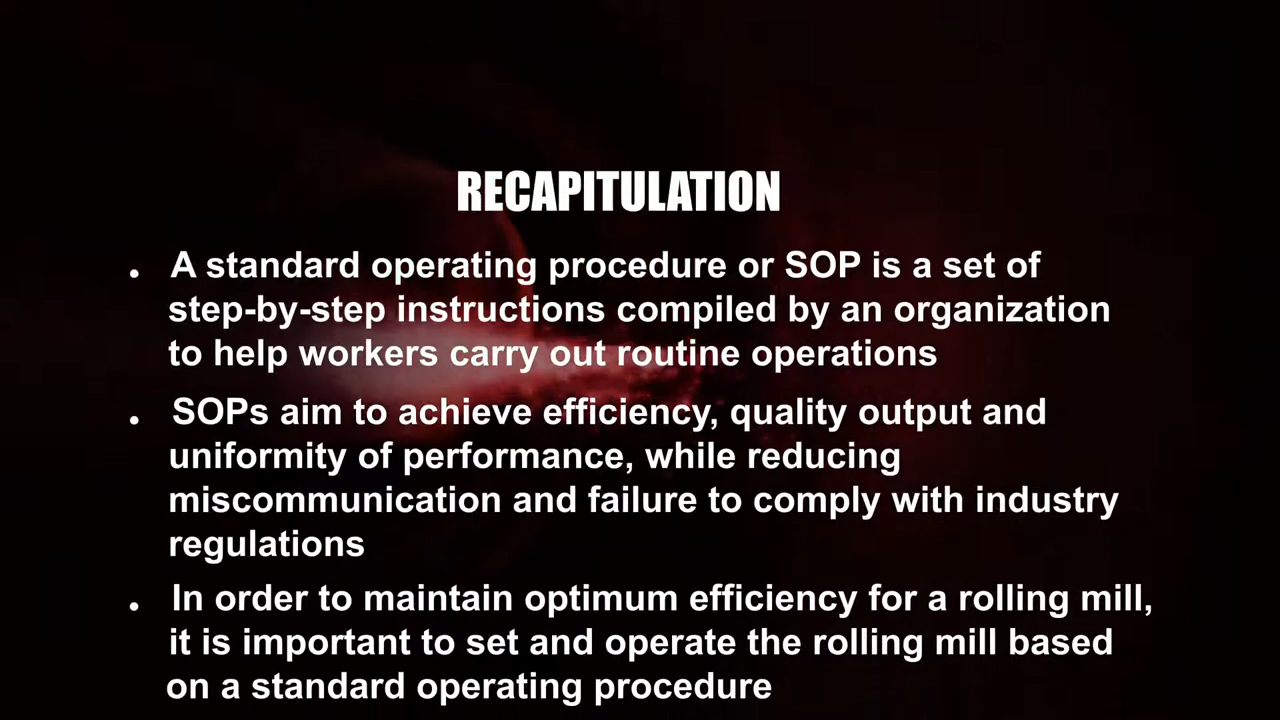 RECAPITULATION
. A standard operating procedure or SOP is a set of
step-by-step instructions compiled by an organization
to help workers carry out routine operations
. SOPs aim to achieve efficiency, quality output and
uniformity of performance, while reducing
miscommunication and failure to comply with industry
regulations
. In order to maintain optimum efficiency for a rolling mill,
it is important to set and operate the rolling mill based
on a standard operating procedure